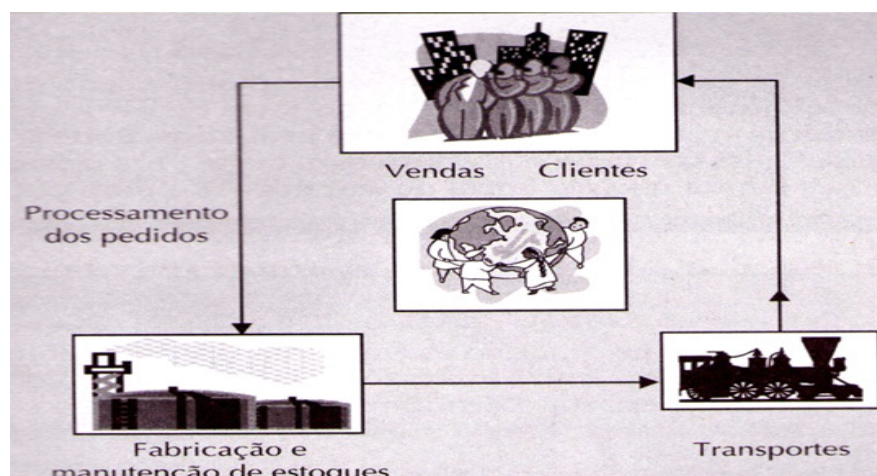 Vendas Clientes
Processamento
dos pedidos
Fabricação e
manutenção de estoques
Transportes